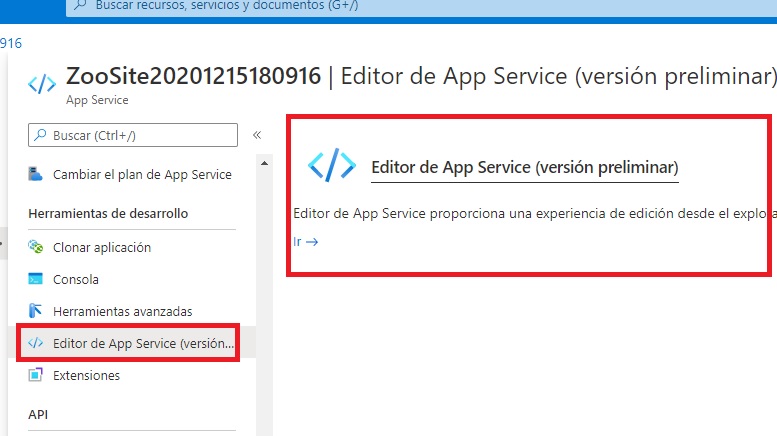 Buscar recursos, servicios y documentos (G+/)
916
ZooSite20201215180916 | Editor de App Service (versión preliminar)
App Service
Buscar (Ctrl+/)
«
Cambiar el plan de App Service
Herramientas de desarrollo
Clonar aplicación
Consola
Herramientas avanzadas
Editor de App Service (versión...
Extensiones
API
Editor de App Service (versión preliminar)
Editor de App Service proporciona una experiencia de edición desde el explora
Ir →